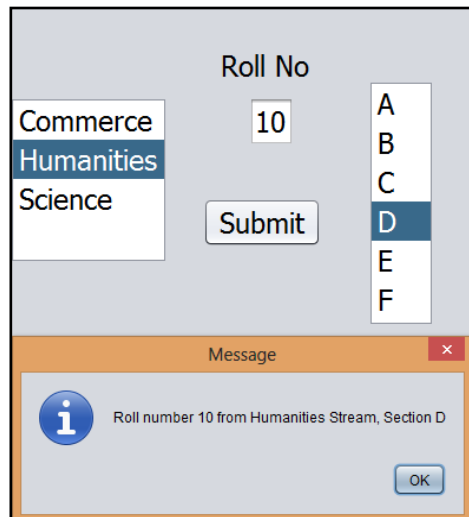 Roll No
Commerce
Humanities
Science
10
Submit
A
B
C
D
E
F
Message
Roll number 10 from Humanities Stream, Section D
OK